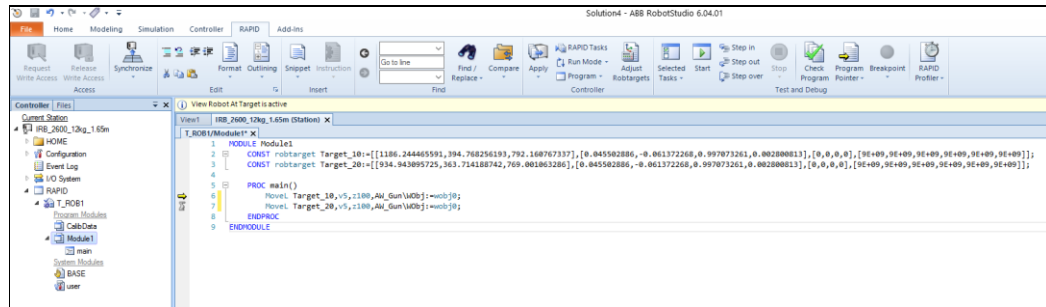 Solution4 - ABB RobotStudio 6.04.01
File Home Modeling Simulation Controller RAPID Add-Ins
Request Write Access
Release Write Access
Synchronize
Format
Outlining
Snippet
Instruction
Go to line
Find / Replace
Compare
Apply
RAPID Tasks
Run Mode
Program
Adjust Robtargets
Selected Tasks
Start
Step in
Step out
Step over
Stop
Check Program
Program Pointer
Breakpoint
RAPID Profiler
Access Edit Insert Find Controller Test and Debug
Controller Files
View Robot At Target is active
Current Station
View1 IRB_2600_12kg_1.65m (Station) X
IRB_2600_12kg_1.65m
T_ROB1/Module1* X
HOME
Configuration
Event Log
I/O System
RAPID
T_ROB1
Program Modules
CalibData
Module1
main
System Modules
BASE
user
1 MODULE Module1
2 CONST robtarget Target_10:=[[1186.244465591,394.768256193,792.160767337],[0.045502886,-0.061372268,0.997073261,0.002800813],[0,0,0,0],[9E+09,9E+09,9E+09,9E+09,9E+09,9E+09]];
3 CONST robtarget Target_20:=[[934.943095725,363.714188742,769.001063286],[0.045502886,-0.061372268,0.997073261,0.002800813],[0,0,0,0],[9E+09,9E+09,9E+09,9E+09,9E+09,9E+09]];
4
5 PROC main()
6 MoveL Target_10,v5,z100,AW_Gun\WObj:=wobj0;
7 MoveL Target_20,v5,z100,AW_Gun\WObj:=wobj0;
8 ENDPROC
9 ENDMODULE